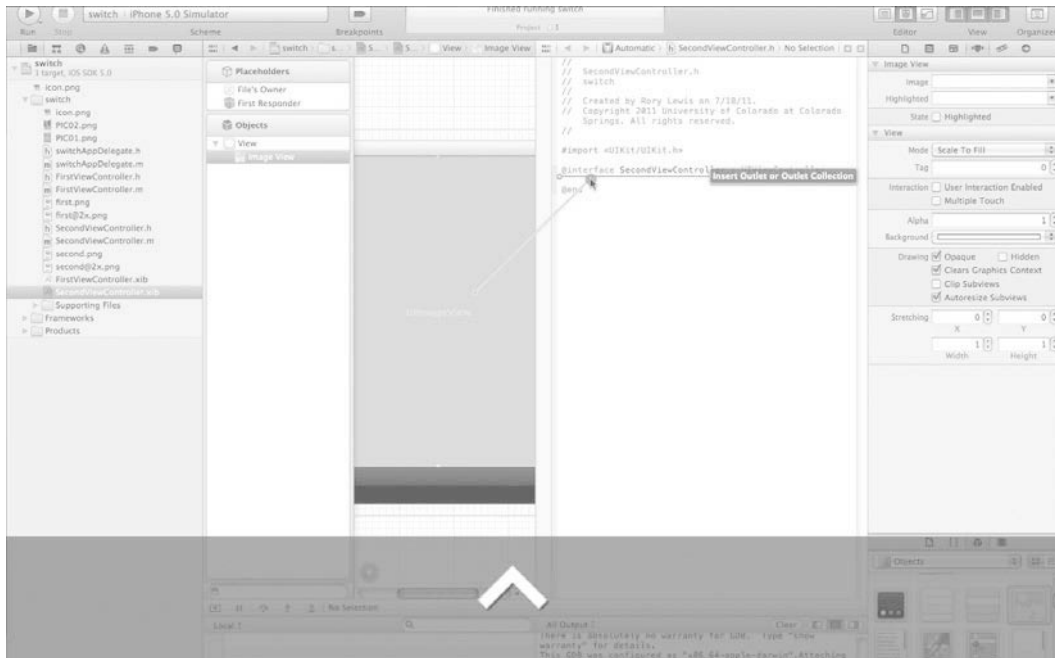 switch
iPhone 5.0 Simulator
Finished running switch
Project
Run
Stop
Scheme
Breakpoints
Editor
View
Organizer
switch
View
Image View
Automatic
SecondViewController.h
No Selection
switch
1 target, iOS SDK 5.0
icon.png
switch
icon.png
PIC02.png
PIC01.png
switchAppDelegate.h
switchAppDelegate.m
FirstViewController.h
FirstViewController.m
first.png
first@2x.png
SecondViewController.h
SecondViewController.m
second.png
second@2x.png
FirstViewController.xib
SecondViewController.xib
Supporting Files
Frameworks
Products
Placeholders
File's Owner
First Responder
Objects
View
Image View
UIImageView
//
// SecondViewController.h
// switch
//
// Created by Rory Lewis on 7/18/11.
// Copyright 2011 University of Colorado at Colorado
Springs. All rights reserved.
//
#import <UIKit/UIKit.h>
@interface SecondViewController
Insert Outlet or Outlet Collection
@end
Image View
Image
Highlighted
State
Highlighted
View
Mode
Scale To Fill
Tag
0
Interaction
User Interaction Enabled
Multiple Touch
Alpha
1
Background
Drawing
Opaque
Hidden
Clears Graphics Context
Clip Subviews
Autoresize Subviews
Stretching
0
0
X
Y
1
1
Width
Height
Objects
No Selection
Local
All Output
Clear
There is absolutely no warranty for GDB. Type "show
warranty" for details.
This GDB was configured as "x86_64-apple-darwin".Attaching